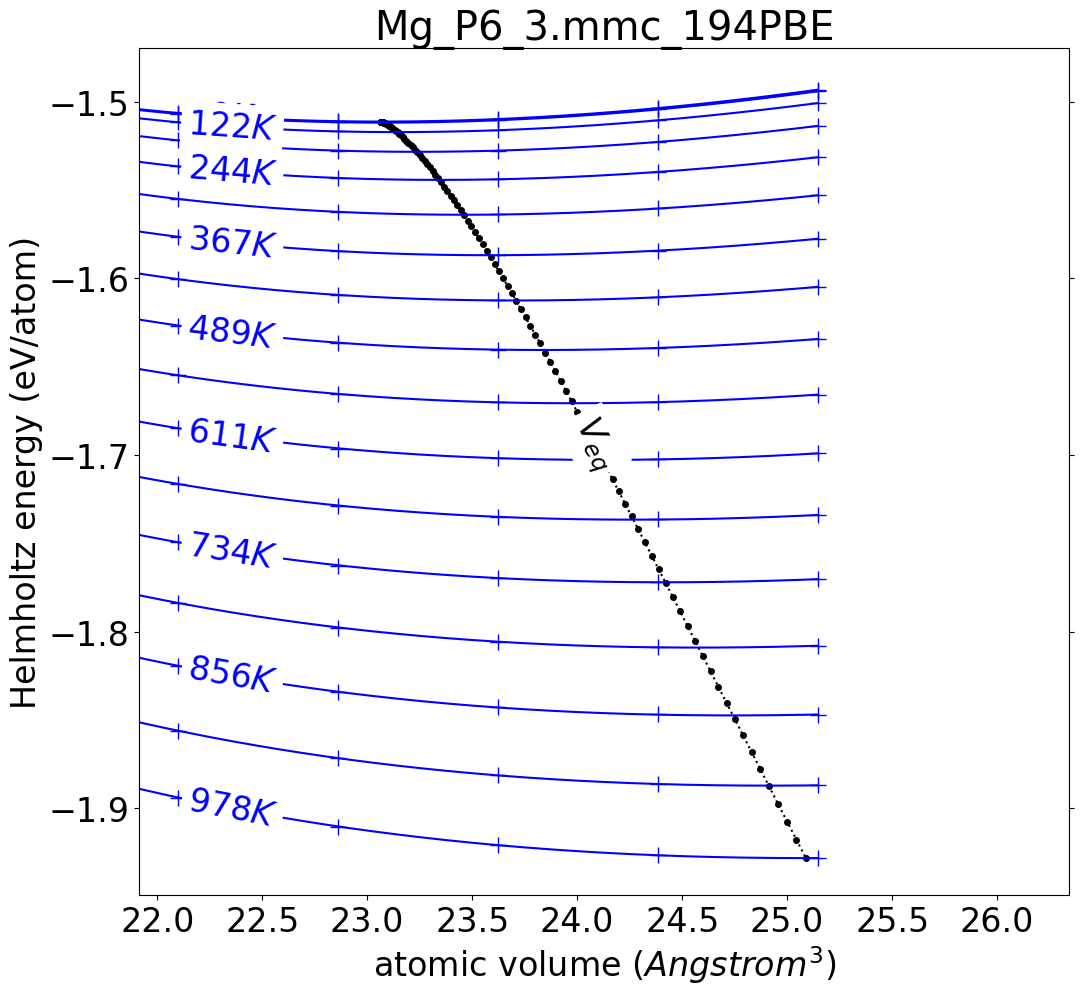 Mg_P6_3.mmc_194PBE
Helmholtz energy (eV/atom)
−1.5
−1.6
−1.7
−1.8
−1.9
122K
244K
367K
489K
611K
734K
856K
978K
V_eq
22.0 22.5 23.0 23.5 24.0 24.5 25.0 25.5 26.0
atomic volume (Angstrom³)